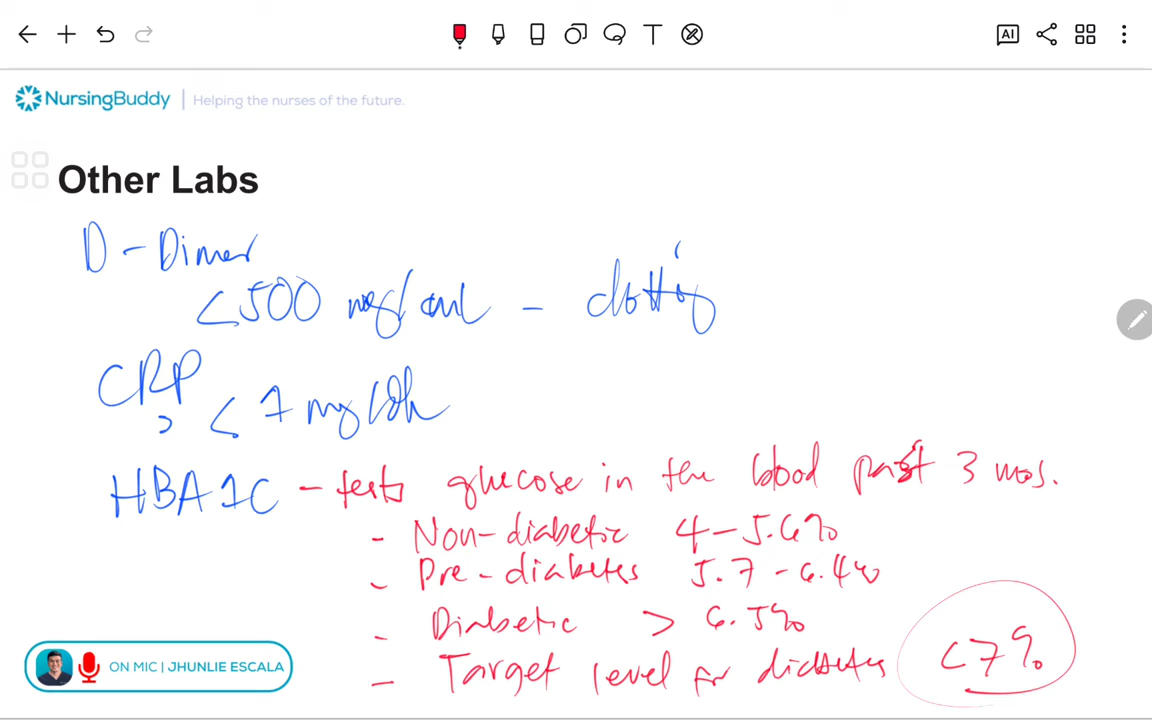 AI
NursingBuddy | Helping the nurses of the future.
Other Labs
D - Dimer
< 500 / mL - clotting
CRP
> < 1 mg/dL
HBA1C - tests glucose in the blood past 3 mos.
- Non-diabetic 4 - 5.6%
- Pre-diabetes 5.7 - 6.4%
- Diabetic > 6.5%
- Target level for diabetes <7%
ON MIC | JHUNLIE ESCALA